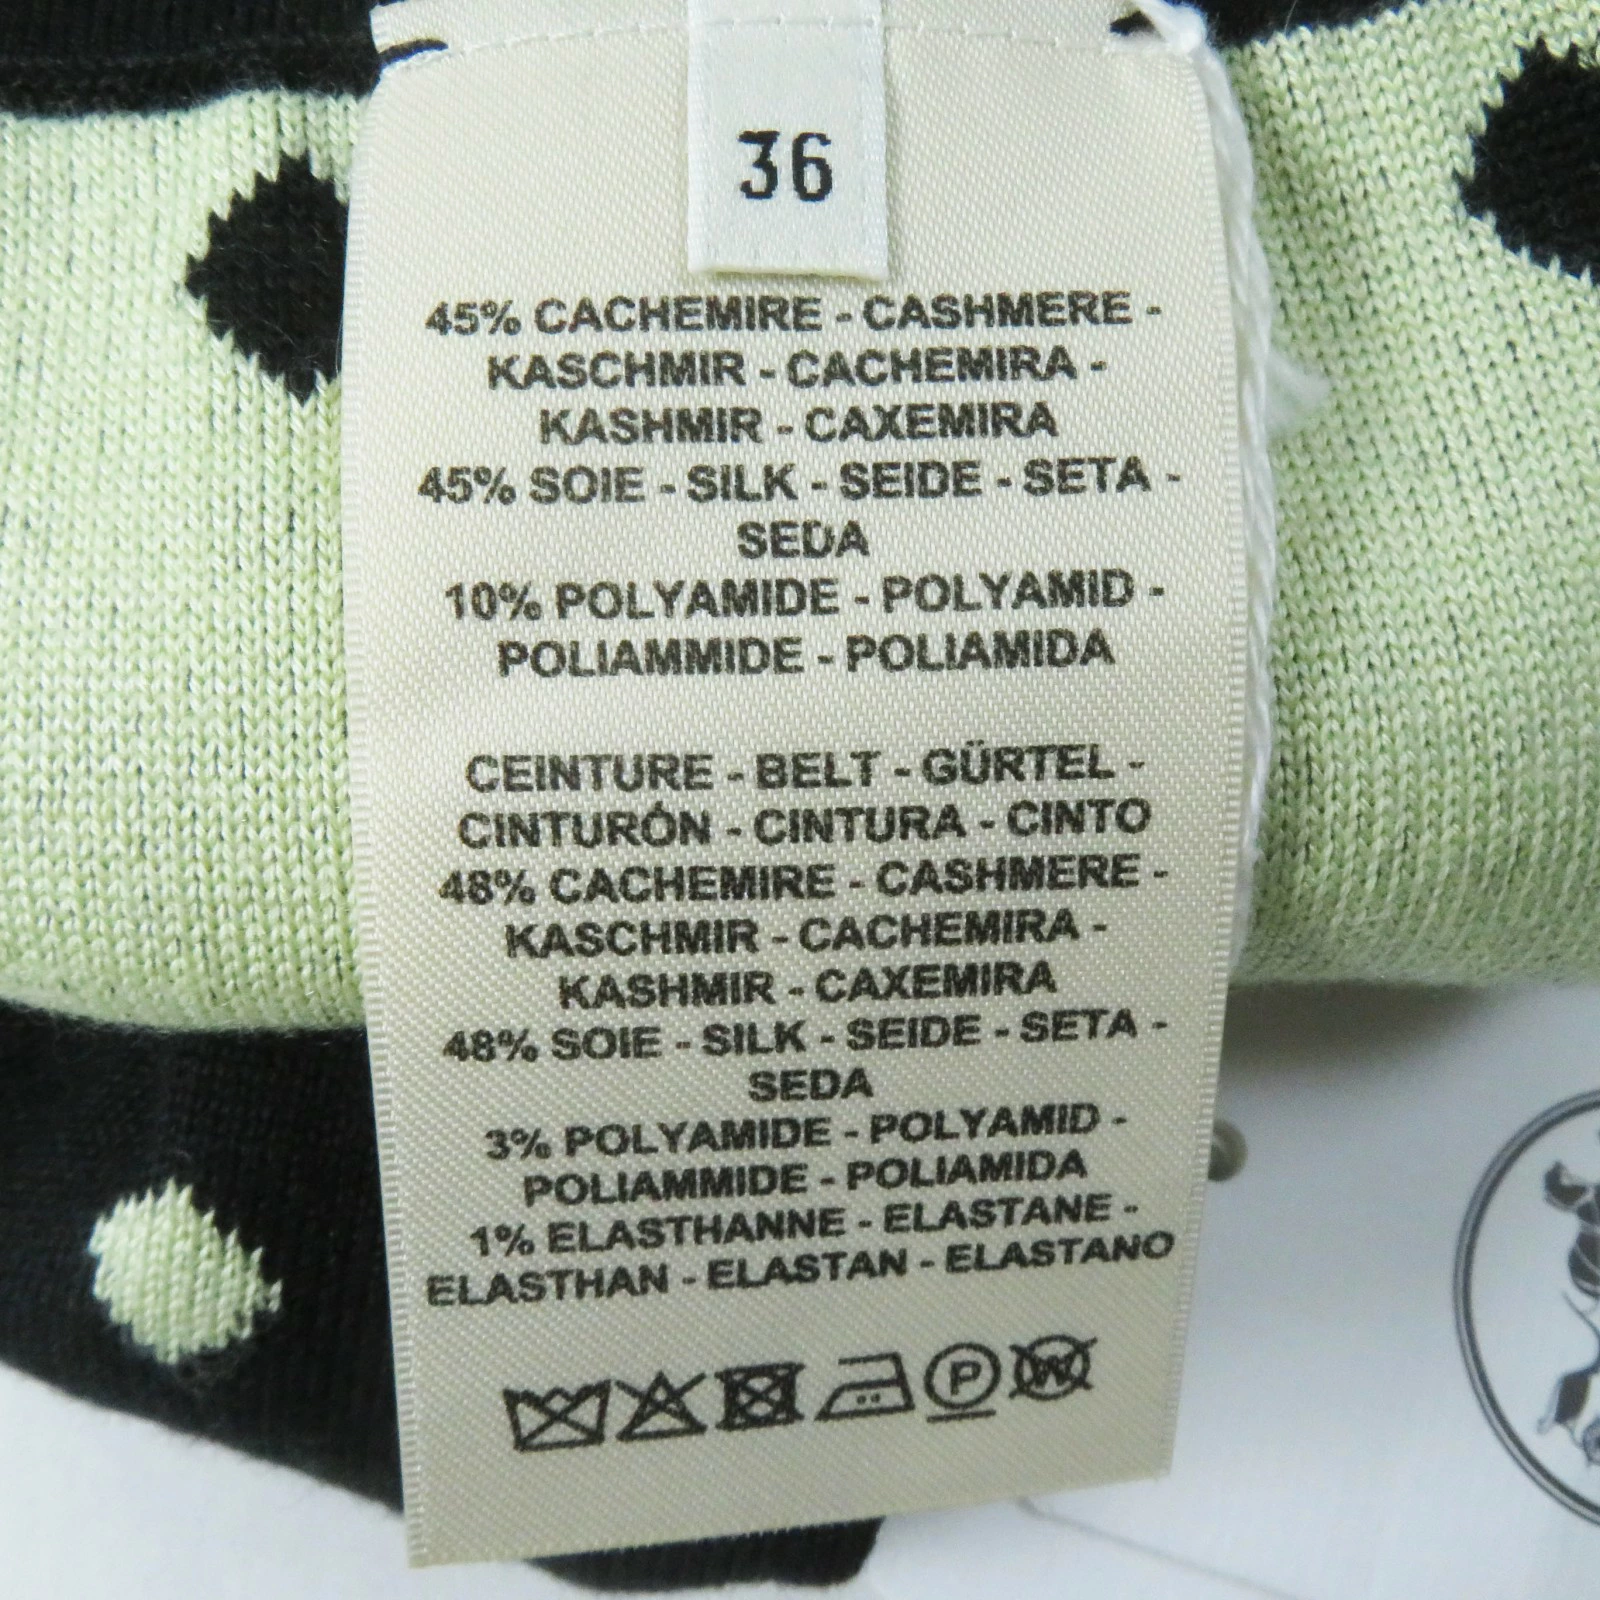 36
45% CACHEMIRE - CASHMERE -
KASCHMIR - CACHEMIRA -
KASHMIR - CAXEMIRA
45% SOIE - SILK - SEIDE - SETA -
SEDA
10% POLYAMIDE - POLYAMID -
POLIAMMIDE - POLIAMIDA
CEINTURE - BELT - GÜRTEL -
CINTURÓN - CINTURA - CINTO
48% CACHEMIRE - CASHMERE -
KASCHMIR - CACHEMIRA -
KASHMIR - CAXEMIRA
48% SOIE - SILK - SEIDE - SETA -
SEDA
3% POLYAMIDE - POLYAMID -
POLIAMMIDE - POLIAMIDA
1% ELASTHANNE - ELASTANE -
ELASTHAN - ELASTAN - ELASTANO
P W